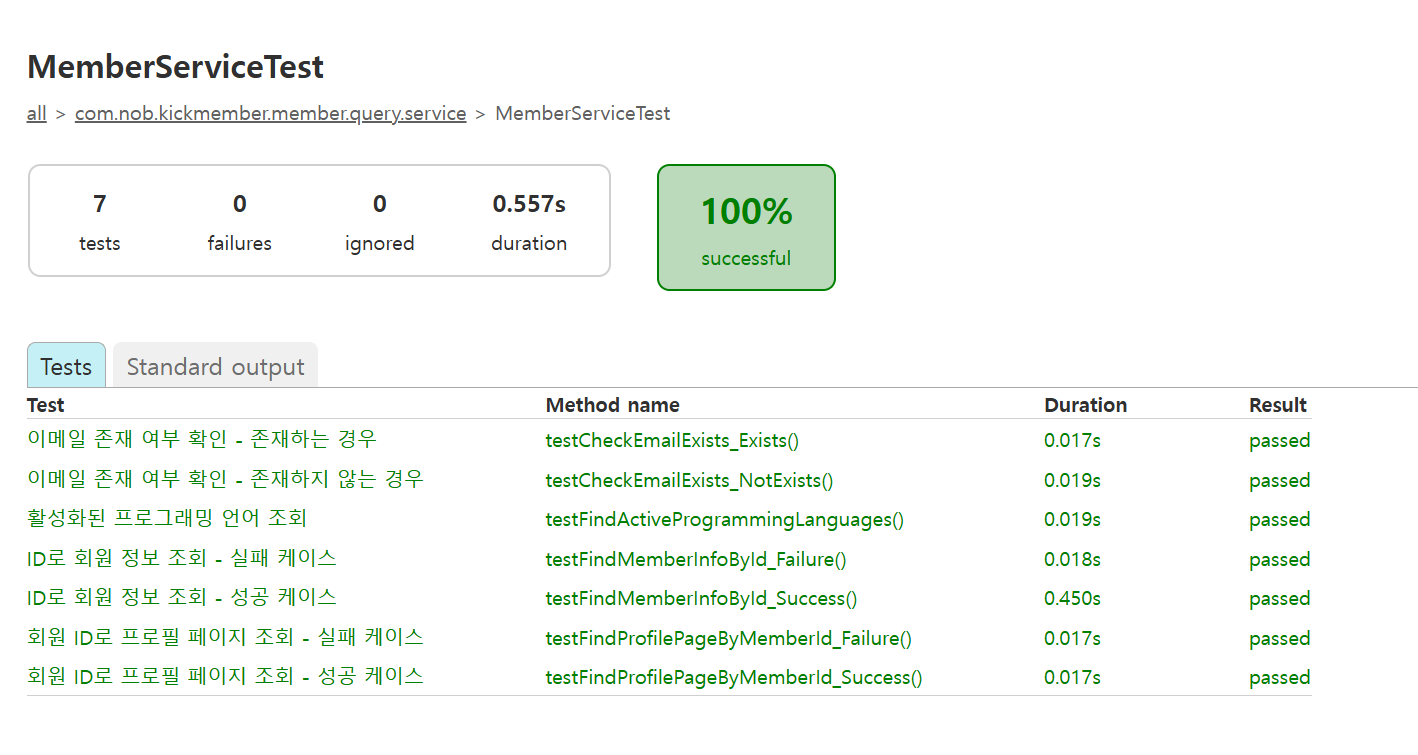 MemberServiceTest
all > com.nob.kickmember.member.query.service > MemberServiceTest
7 0 0 0.557s
tests failures ignored duration
100%
successful
Tests Standard output
Test Method name Duration Result
이메일 존재 여부 확인 - 존재하는 경우 testCheckEmailExists_Exists() 0.017s passed
이메일 존재 여부 확인 - 존재하지 않는 경우 testCheckEmailExists_NotExists() 0.019s passed
활성화된 프로그래밍 언어 조회 testFindActiveProgrammingLanguages() 0.019s passed
ID로 회원 정보 조회 - 실패 케이스 testFindMemberInfoById_Failure() 0.018s passed
ID로 회원 정보 조회 - 성공 케이스 testFindMemberInfoById_Success() 0.450s passed
회원 ID로 프로필 페이지 조회 - 실패 케이스 testFindProfilePageByMemberId_Failure() 0.017s passed
회원 ID로 프로필 페이지 조회 - 성공 케이스 testFindProfilePageByMemberId_Success() 0.017s passed